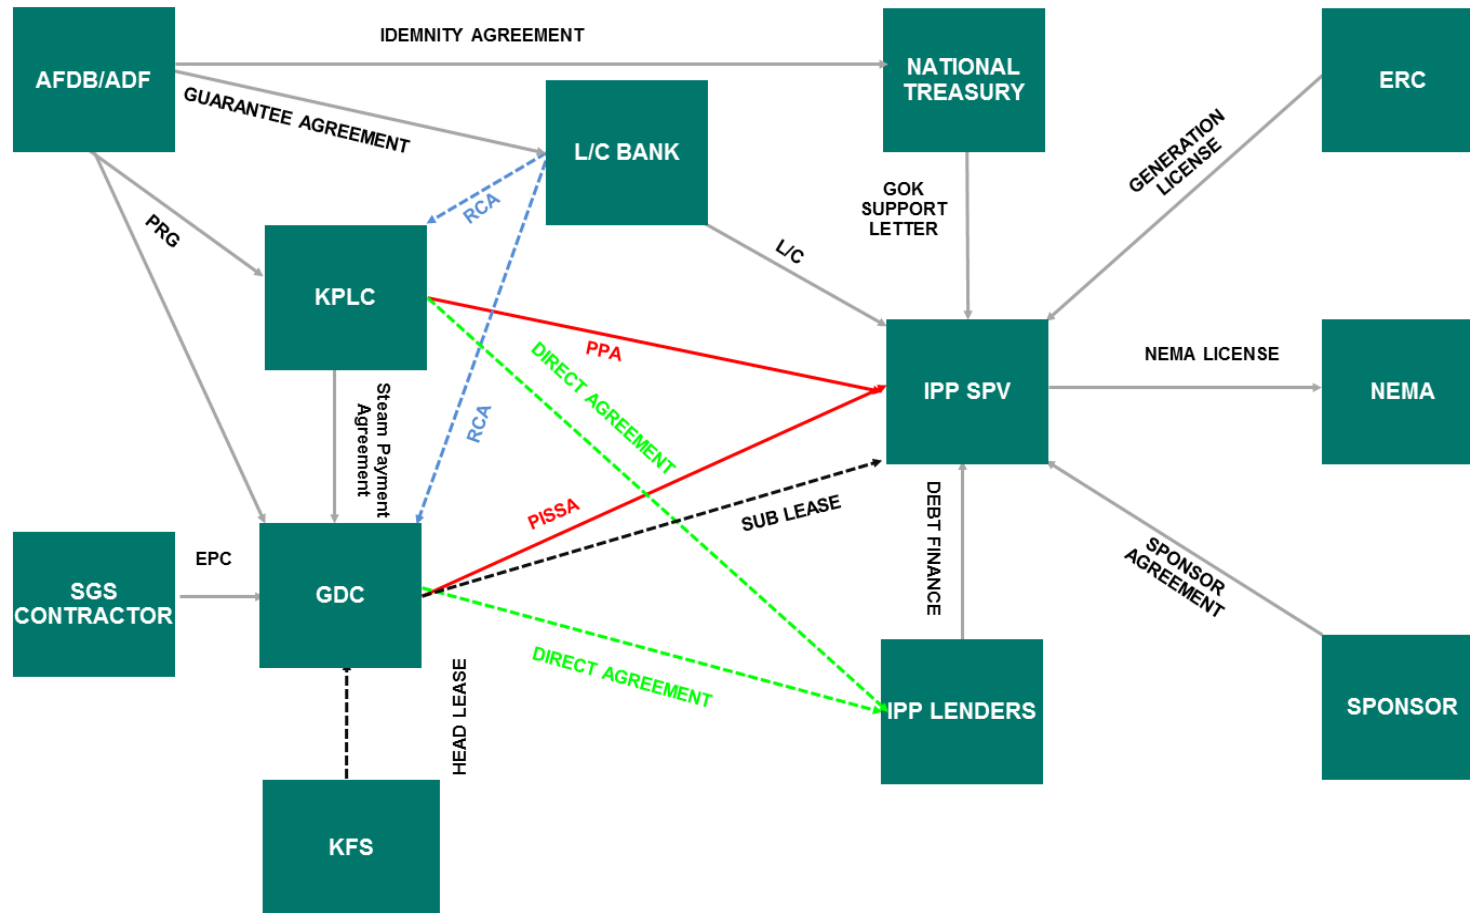 IDEMNITY AGREEMENT
AFDB/ADF
NATIONAL
TREASURY
ERC
GUARANTEE AGREEMENT
L/C BANK
GENERATION
LICENSE
RCA
GOK
SUPPORT
LETTER
PRG
L/C
KPLC
PPA
DIRECT AGREEMENT
NEMA LICENSE
IPP SPV
NEMA
Steam Payment
Agreement
RCA
PISSA
SUB LEASE
DEBT FINANCE
SPONSOR
AGREEMENT
EPC
SGS
CONTRACTOR
GDC
DIRECT AGREEMENT
HEAD LEASE
IPP LENDERS
SPONSOR
KFS